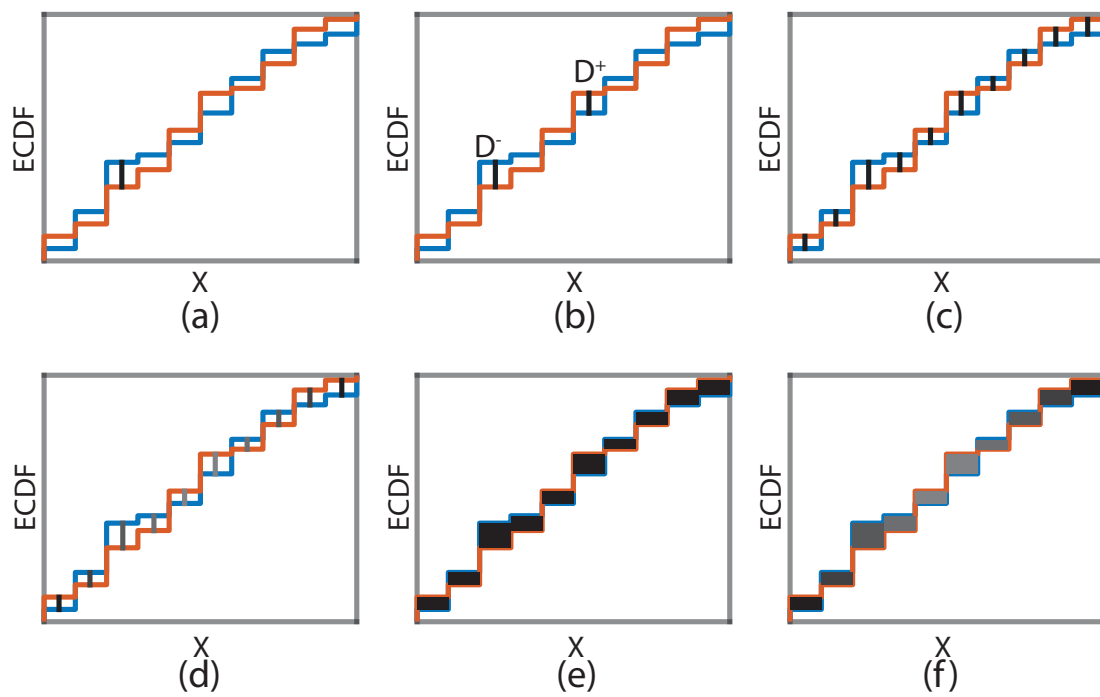 ECDF
X
(a)
ECDF
D⁻
D⁺
X
(b)
ECDF
X
(c)
ECDF
X
(d)
ECDF
X
(e)
ECDF
X
(f)